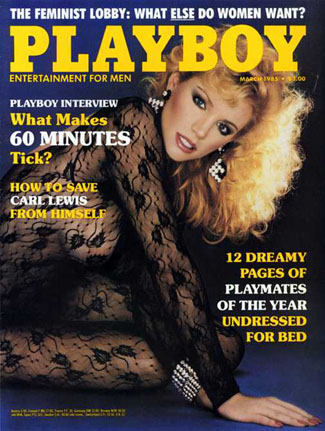 THE FEMINIST LOBBY: WHAT ELSE DO WOMEN WANT?
PLAYBOY
ENTERTAINMENT FOR MEN
MARCH 1985 • $3.00
PLAYBOY INTERVIEW
What Makes
60 MINUTES
Tick?
HOW TO SAVE
CARL LEWIS
FROM HIMSELF
12 DREAMY
PAGES OF
PLAYMATES
OF THE YEAR
UNDRESSED
FOR BED